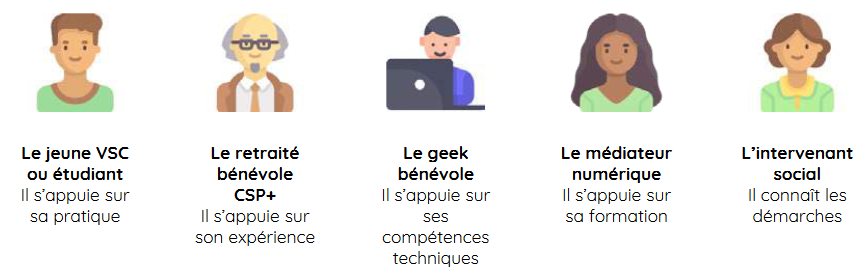 Le jeune VSC
ou étudiant
Il s'appuie sur
sa pratique
Le retraité
bénévole
CSP+
Il s'appuie sur
son expérience
Le geek
bénévole
Il s'appuie sur
ses
compétences
techniques
Le médiateur
numérique
Il s'appuie sur
sa formation
L'intervenant
social
Il connaît les
démarches